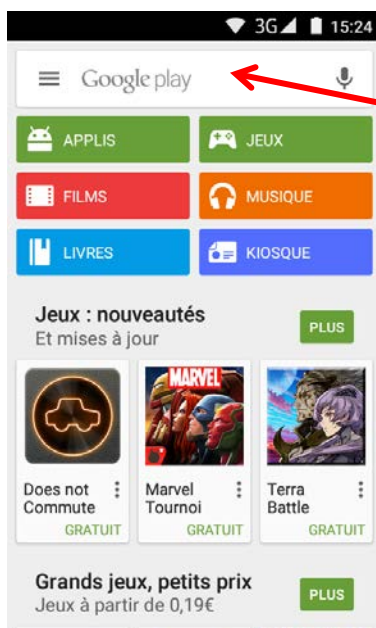 3G 15:24
Google play
APPLIS JEUX
FILMS MUSIQUE
LIVRES KIOSQUE
Jeux : nouveautés
Et mises à jour
PLUS
MARVEL
Does not Commute
GRATUIT
Marvel Tournoi
GRATUIT
Terra Battle
GRATUIT
Grands jeux, petits prix
Jeux à partir de 0,19€
PLUS